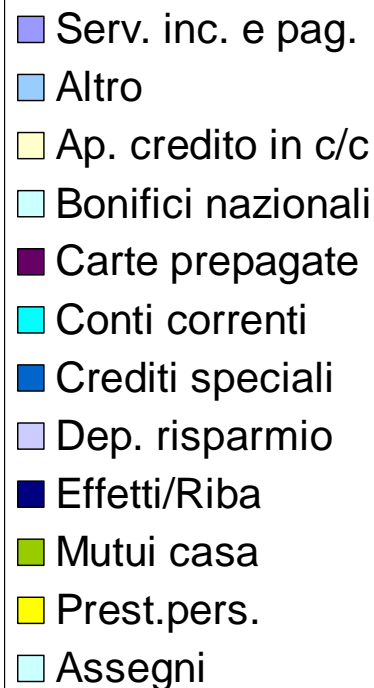 Serv. inc. e pag.
Altro
Ap. credito in c/c
Bonifici nazionali
Carte prepagate
Conti correnti
Crediti speciali
Dep. risparmio
Effetti/Riba
Mutui casa
Prest.pers.
Assegni